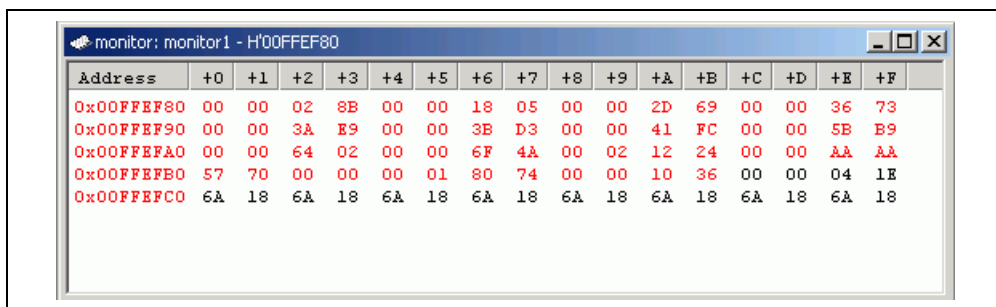 monitor: monitor1 - H'00FFEF80
Address +0 +1 +2 +3 +4 +5 +6 +7 +8 +9 +A +B +C +D +E +F
0x00FFEF80 00 00 02 8B 00 00 18 05 00 00 2D 69 00 00 36 73
0x00FFEF90 00 00 3A E9 00 00 3B D3 00 00 41 FC 00 00 5B B9
0x00FFEFA0 00 00 64 02 00 00 6F 4A 00 02 12 24 00 00 AA AA
0x00FFEFB0 57 70 00 00 00 01 80 74 00 00 10 36 00 00 04 1E
0x00FFEFC0 6A 18 6A 18 6A 18 6A 18 6A 18 6A 18 6A 18 6A 18